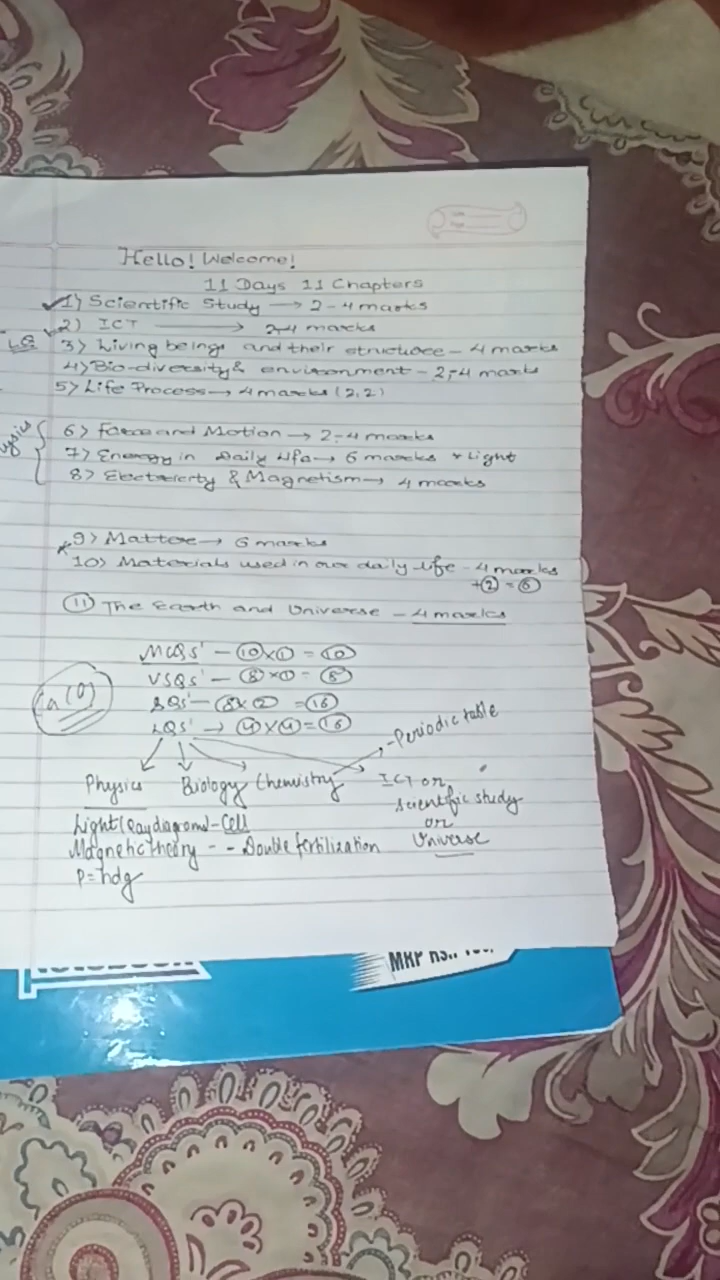 Hello! Welcome!
11 Days 11 Chapters
1) Scientific Study → 2-4 marks
2) ICT → 2-4 marks
3) Living beings and their structure - 4 marks
4) Bio-diversity & environment - 2-4 marks
5) Life Process → 4 marks (2,2)
6) Force and Motion → 2-4 marks
7) Energy in Daily life → 6 marks + light
8) Electricity & Magnetism → 4 marks
9) Matter → 6 marks
10) Materials used in our daily life - 4 marks
+2 = 6
11 The Earth and Universe - 4 marks
MCQS' - 10 x 1 = 10
VSQS' - 8 x 1 = 8
SQS' - 8 x 2 = 16
LQS' → 4 x 4 = 16
- Periodic table
Physics Biology Chemistry ICT or
scientific study
or
Universe
Light (Ray diagram) - Cell
Magnetic theory - - Double fertilization
P = hdg
MRP RS..